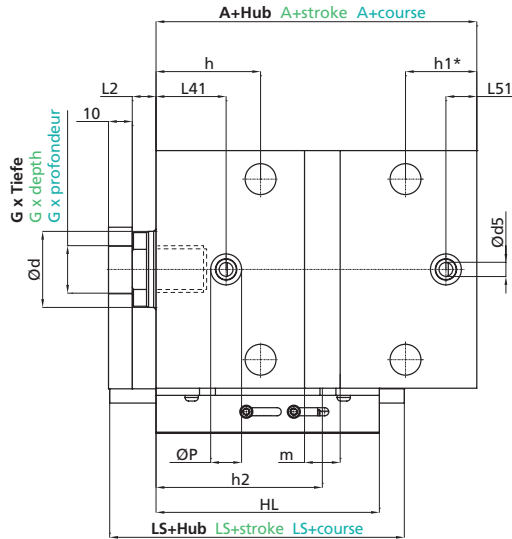 A+Hub A+stroke A+course
h
h1*
L2
L41
L51
10
G x Tiefe
G x depth
G x profondeur
Ød
Ød5
ØP
m
h2
HL
LS+Hub LS+stroke LS+course